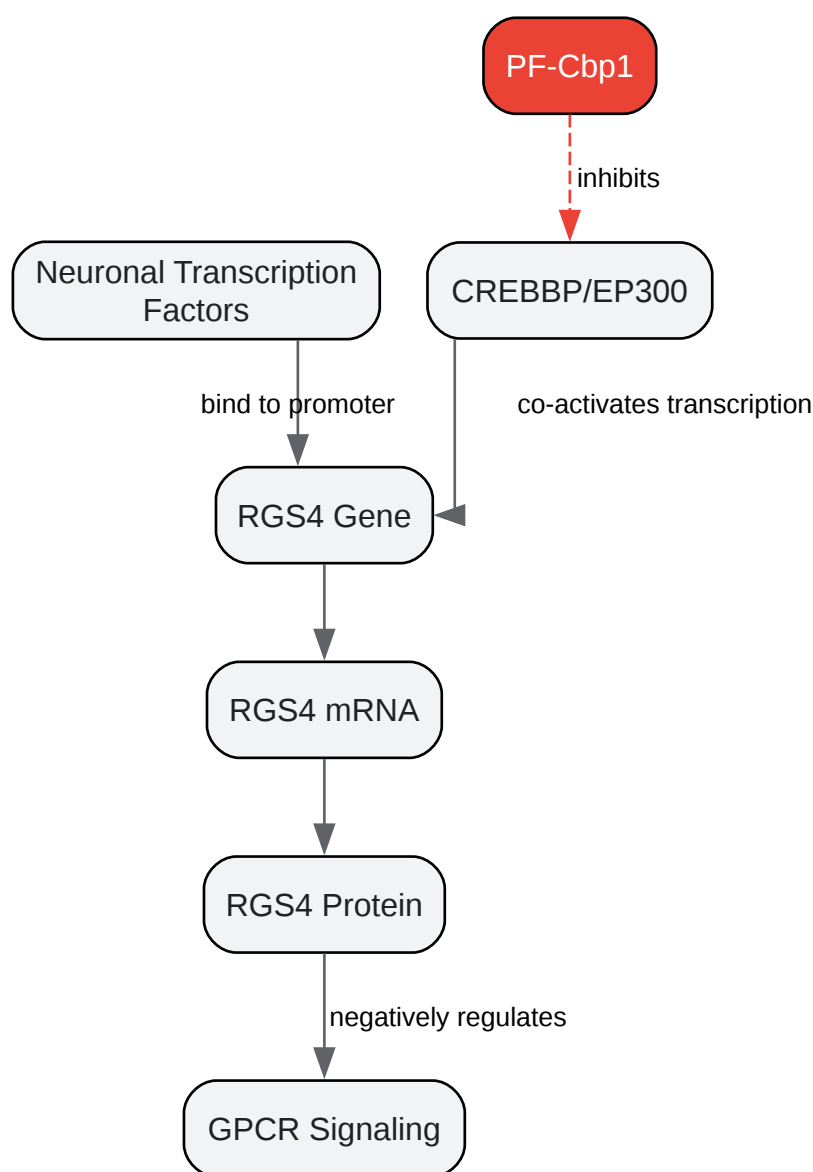 PF-Cbp1
inhibits
Neuronal Transcription
Factors
CREBBP/EP300
bind to promoter
co-activates transcription
RGS4 Gene
RGS4 mRNA
RGS4 Protein
negatively regulates
GPCR Signaling